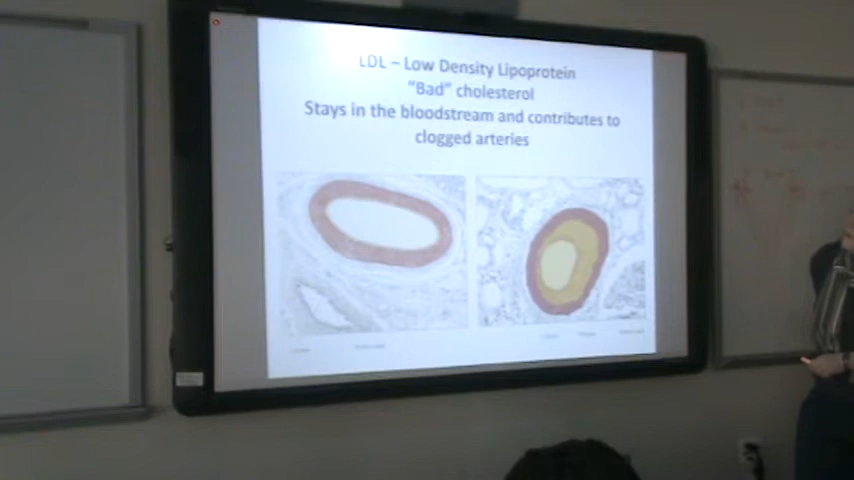 LDL – Low Density Lipoprotein
“Bad” cholesterol
Stays in the bloodstream and contributes to
clogged arteries